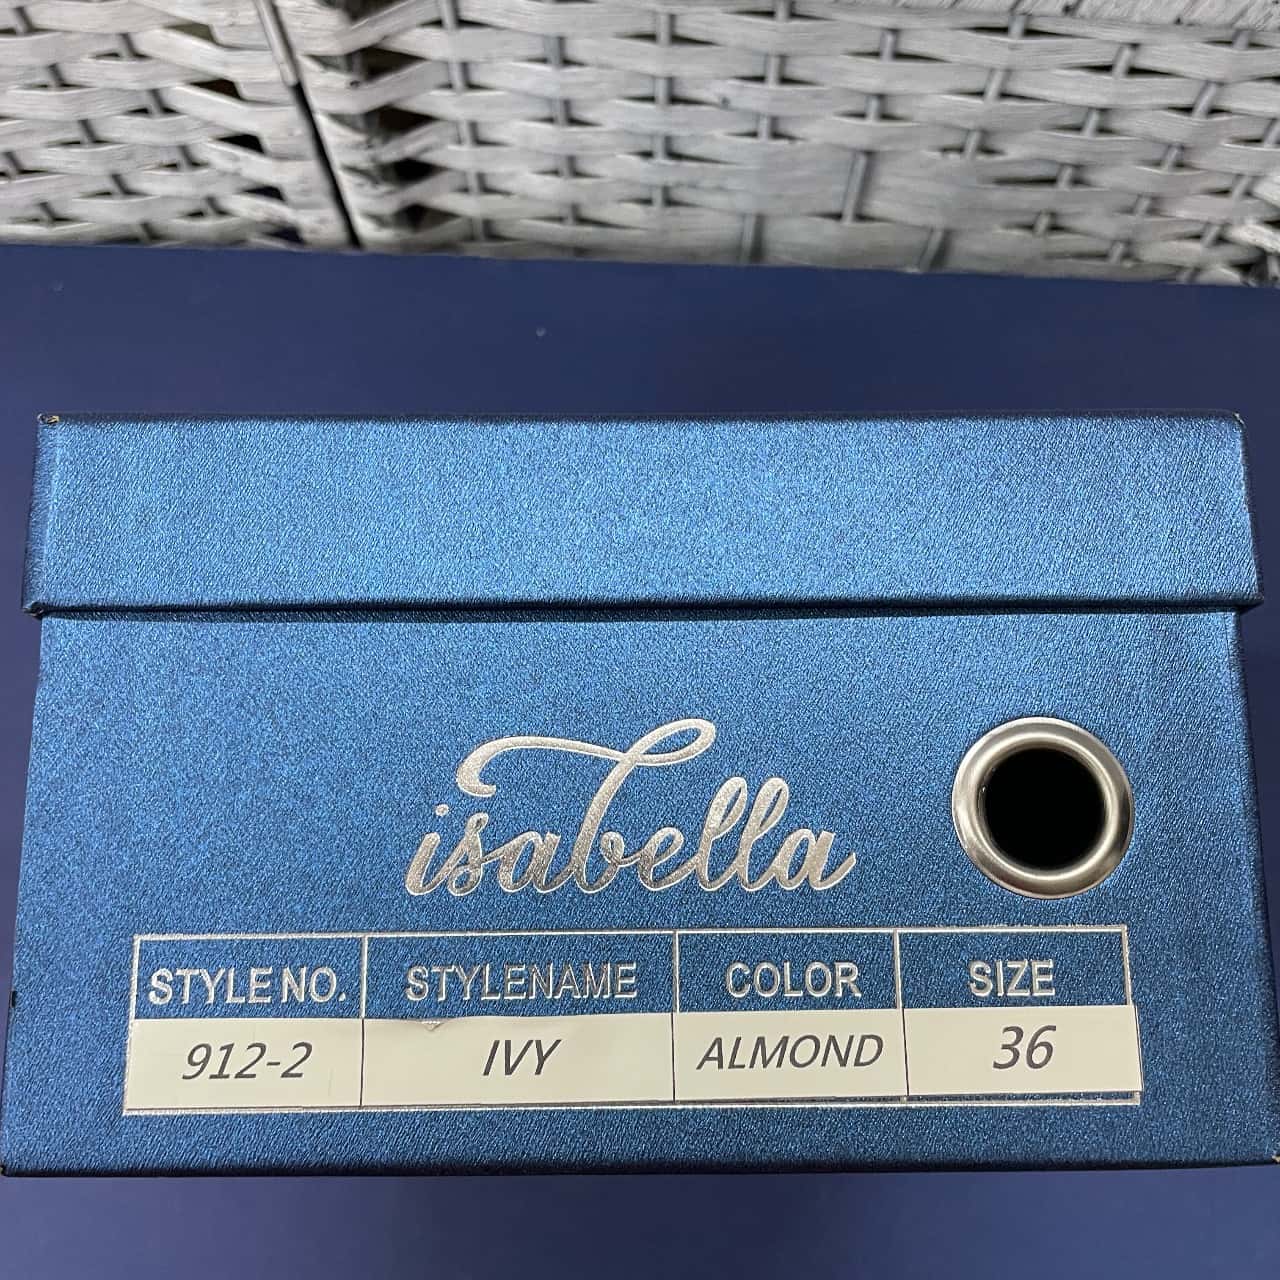 isabella
STYLE NO. STYLENAME COLOR SIZE
912-2 IVY ALMOND 36